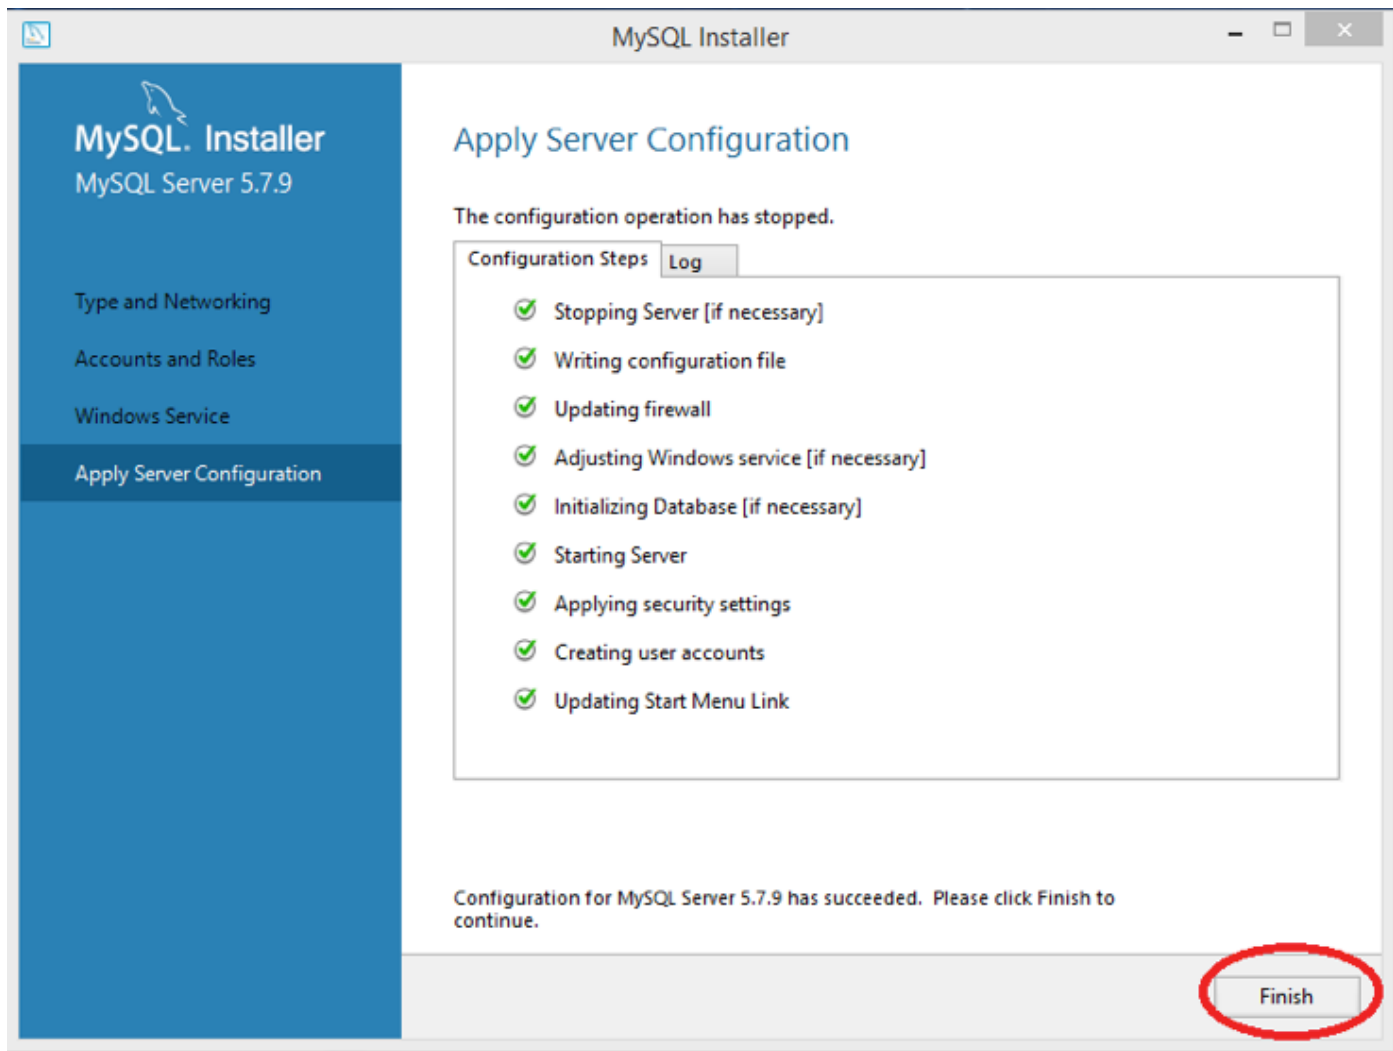 MySQL Installer
MySQL. Installer
MySQL Server 5.7.9
Type and Networking
Accounts and Roles
Windows Service
Apply Server Configuration
Apply Server Configuration
The configuration operation has stopped.
Configuration Steps
Log
Stopping Server [if necessary]
Writing configuration file
Updating firewall
Adjusting Windows service [if necessary]
Initializing Database [if necessary]
Starting Server
Applying security settings
Creating user accounts
Updating Start Menu Link
Configuration for MySQL Server 5.7.9 has succeeded.  Please click Finish to
continue.
Finish